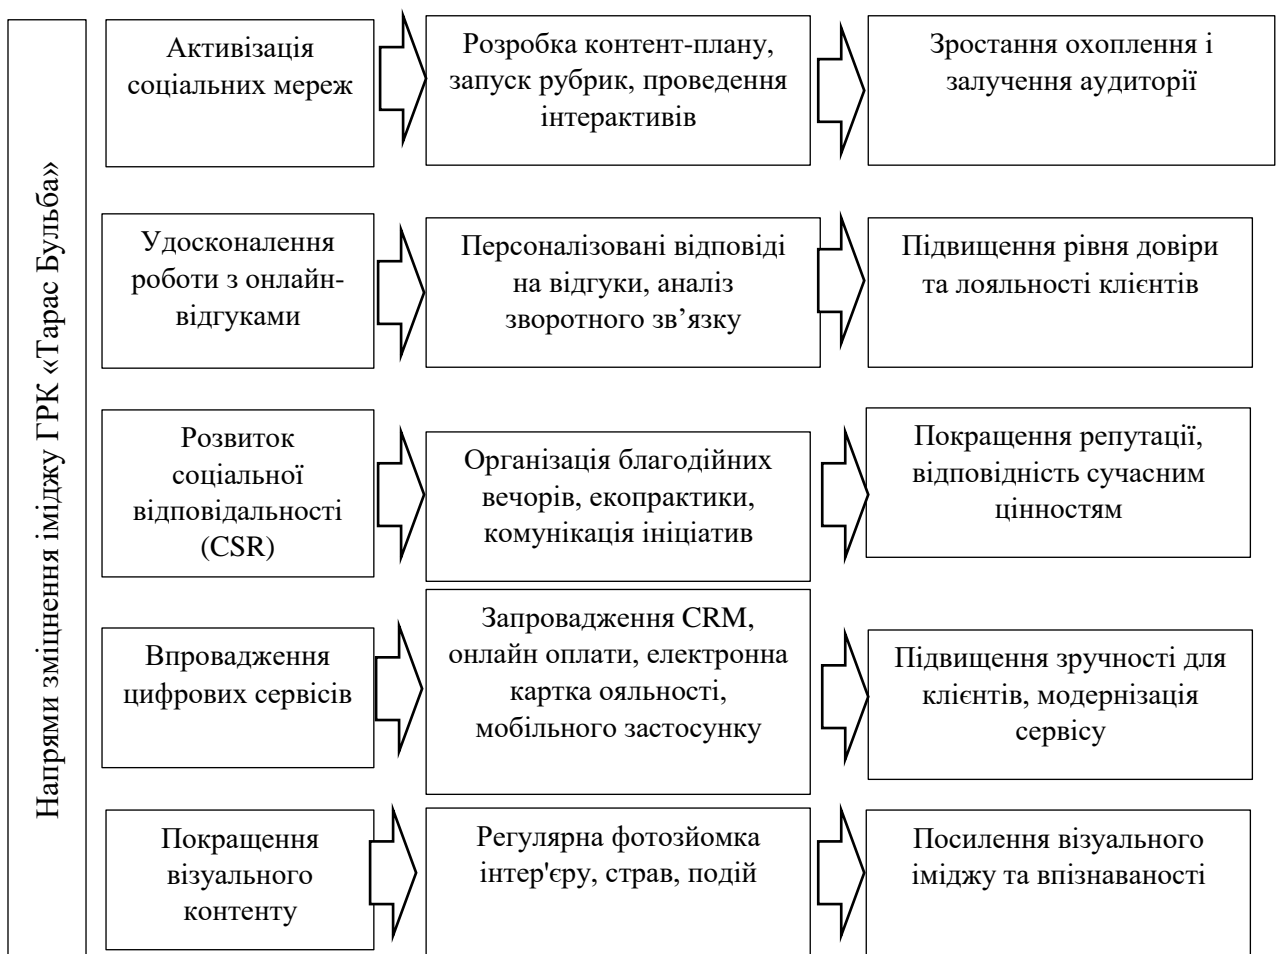 Напрями зміцнення іміджу ГРК «Тарас Бульба»
Активізація
соціальних мереж
Розробка контент-плану,
запуск рубрик, проведення
інтерактивів
Зростання охоплення і
залучення аудиторії
Удосконалення
роботи з онлайн-
відгуками
Персоналізовані відповіді
на відгуки, аналіз
зворотного зв’язку
Підвищення рівня довіри
та лояльності клієнтів
Розвиток
соціальної
відповідальності
(CSR)
Організація благодійних
вечорів, екопрактики,
комунікація ініціатив
Покращення репутації,
відповідність сучасним
цінностям
Впровадження
цифрових сервісів
Запровадження CRM,
онлайн оплати, електронна
картка ояльності,
мобільного застосунку
Підвищення зручності для
клієнтів, модернізація
сервісу
Покращення
візуального
контенту
Регулярна фотозйомка
інтер'єру, страв, подій
Посилення візуального
іміджу та впізнаваності